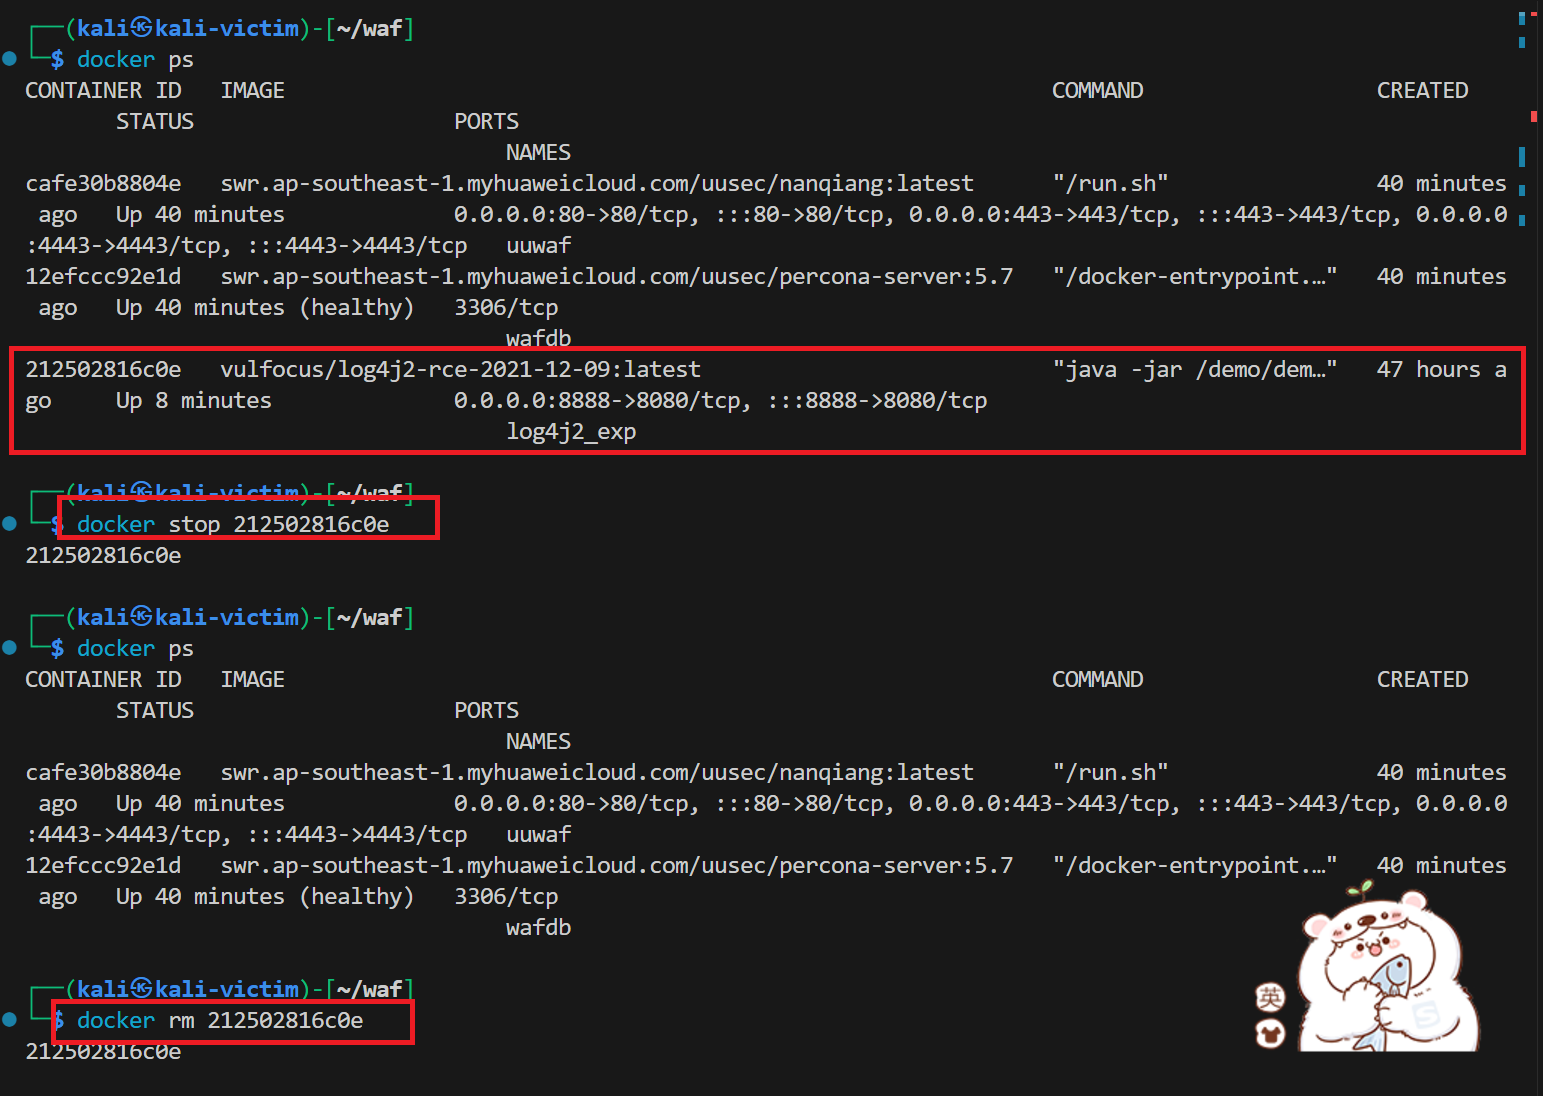 (kali㉿kali-victim)-[~/waf]
$ docker ps
CONTAINER ID   IMAGE                                                           COMMAND                  CREATED
       STATUS                    PORTS
                                     NAMES
cafe30b8804e   swr.ap-southeast-1.myhuaweicloud.com/uusec/nanqiang:latest      "/run.sh"                40 minutes
 ago   Up 40 minutes             0.0.0.0:80->80/tcp, :::80->80/tcp, 0.0.0.0:443->443/tcp, :::443->443/tcp, 0.0.0.0
:4443->4443/tcp, :::4443->4443/tcp   uuwaf
12efccc92e1d   swr.ap-southeast-1.myhuaweicloud.com/uusec/percona-server:5.7   "/docker-entrypoint.…"   40 minutes
 ago   Up 40 minutes (healthy)   3306/tcp
                                     wafdb
212502816c0e   vulfocus/log4j2-rce-2021-12-09:latest                           "java -jar /demo/dem…"   47 hours a
go     Up 8 minutes              0.0.0.0:8888->8080/tcp, :::8888->8080/tcp
                                     log4j2_exp
(kali㉿kali-victim)-[~/waf]
$ docker stop 212502816c0e
212502816c0e
(kali㉿kali-victim)-[~/waf]
$ docker ps
CONTAINER ID   IMAGE                                                           COMMAND                  CREATED
       STATUS                    PORTS
                                     NAMES
cafe30b8804e   swr.ap-southeast-1.myhuaweicloud.com/uusec/nanqiang:latest      "/run.sh"                40 minutes
 ago   Up 40 minutes             0.0.0.0:80->80/tcp, :::80->80/tcp, 0.0.0.0:443->443/tcp, :::443->443/tcp, 0.0.0.0
:4443->4443/tcp, :::4443->4443/tcp   uuwaf
12efccc92e1d   swr.ap-southeast-1.myhuaweicloud.com/uusec/percona-server:5.7   "/docker-entrypoint.…"   40 minutes
 ago   Up 40 minutes (healthy)   3306/tcp
                                     wafdb
(kali㉿kali-victim)-[~/waf]
$ docker rm 212502816c0e
212502816c0e
英
S